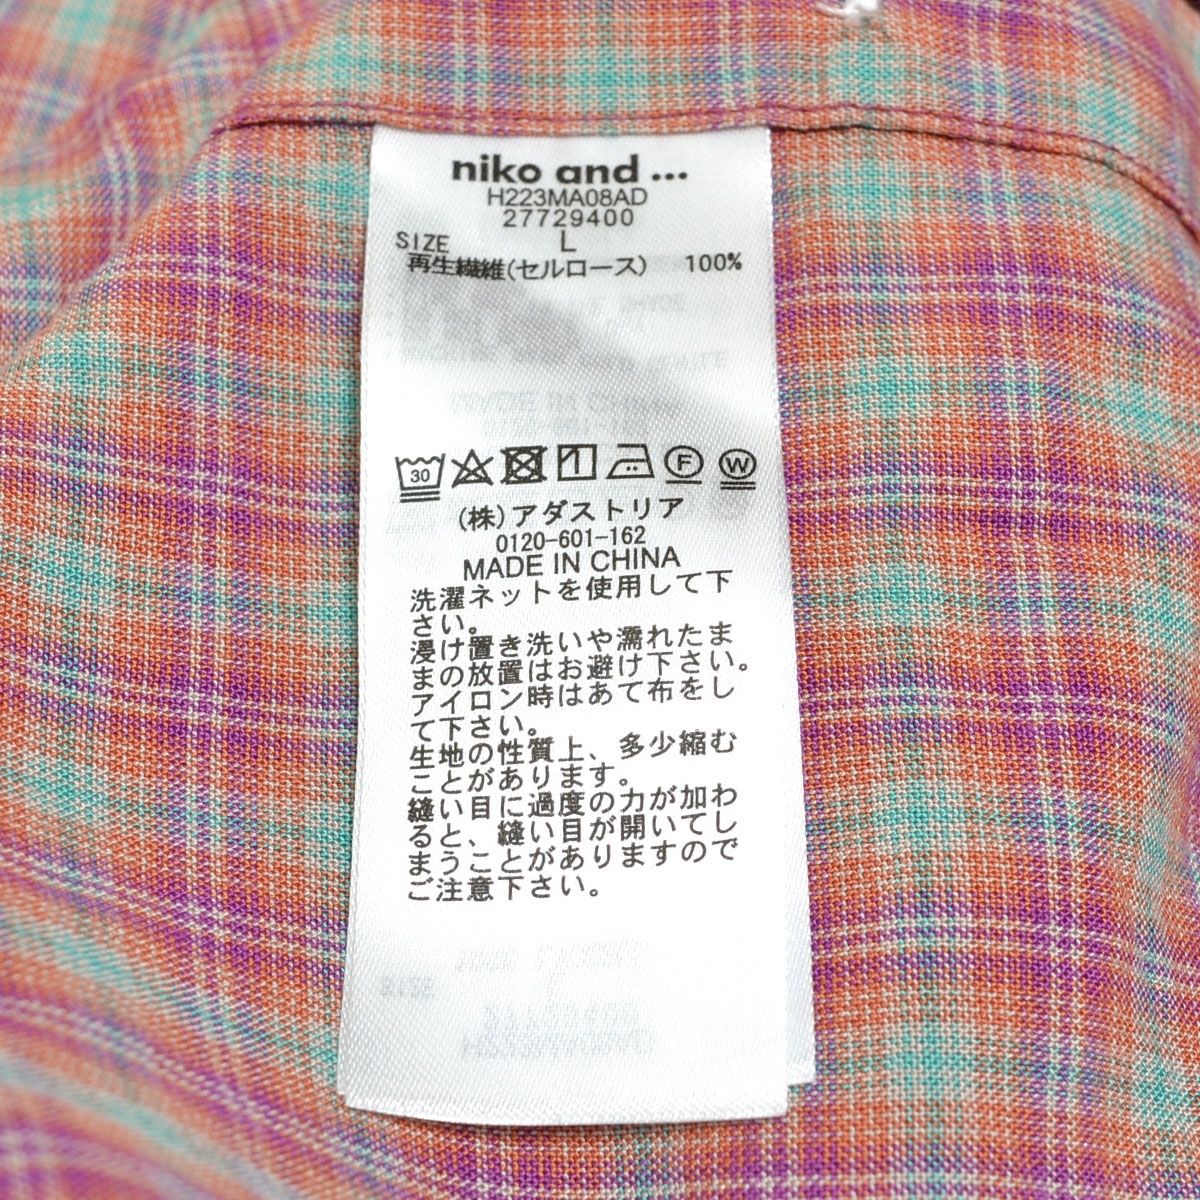 niko and ...
H223MA08AD
27729400
SIZE L
再生繊維(セルロース) 100%
30 F W
(株)アダストリア
0120-601-162
MADE IN CHINA
洗濯ネットを使用して下
さい。
浸け置き洗いや濡れたま
まの放置はお避け下さい。
アイロン時はあて布をし
て下さい。
生地の性質上、多少縮む
ことがあります。
縫い目に過度の力が加わ
ると、縫い目が開いてし
まうことがありますので
ご注意下さい。